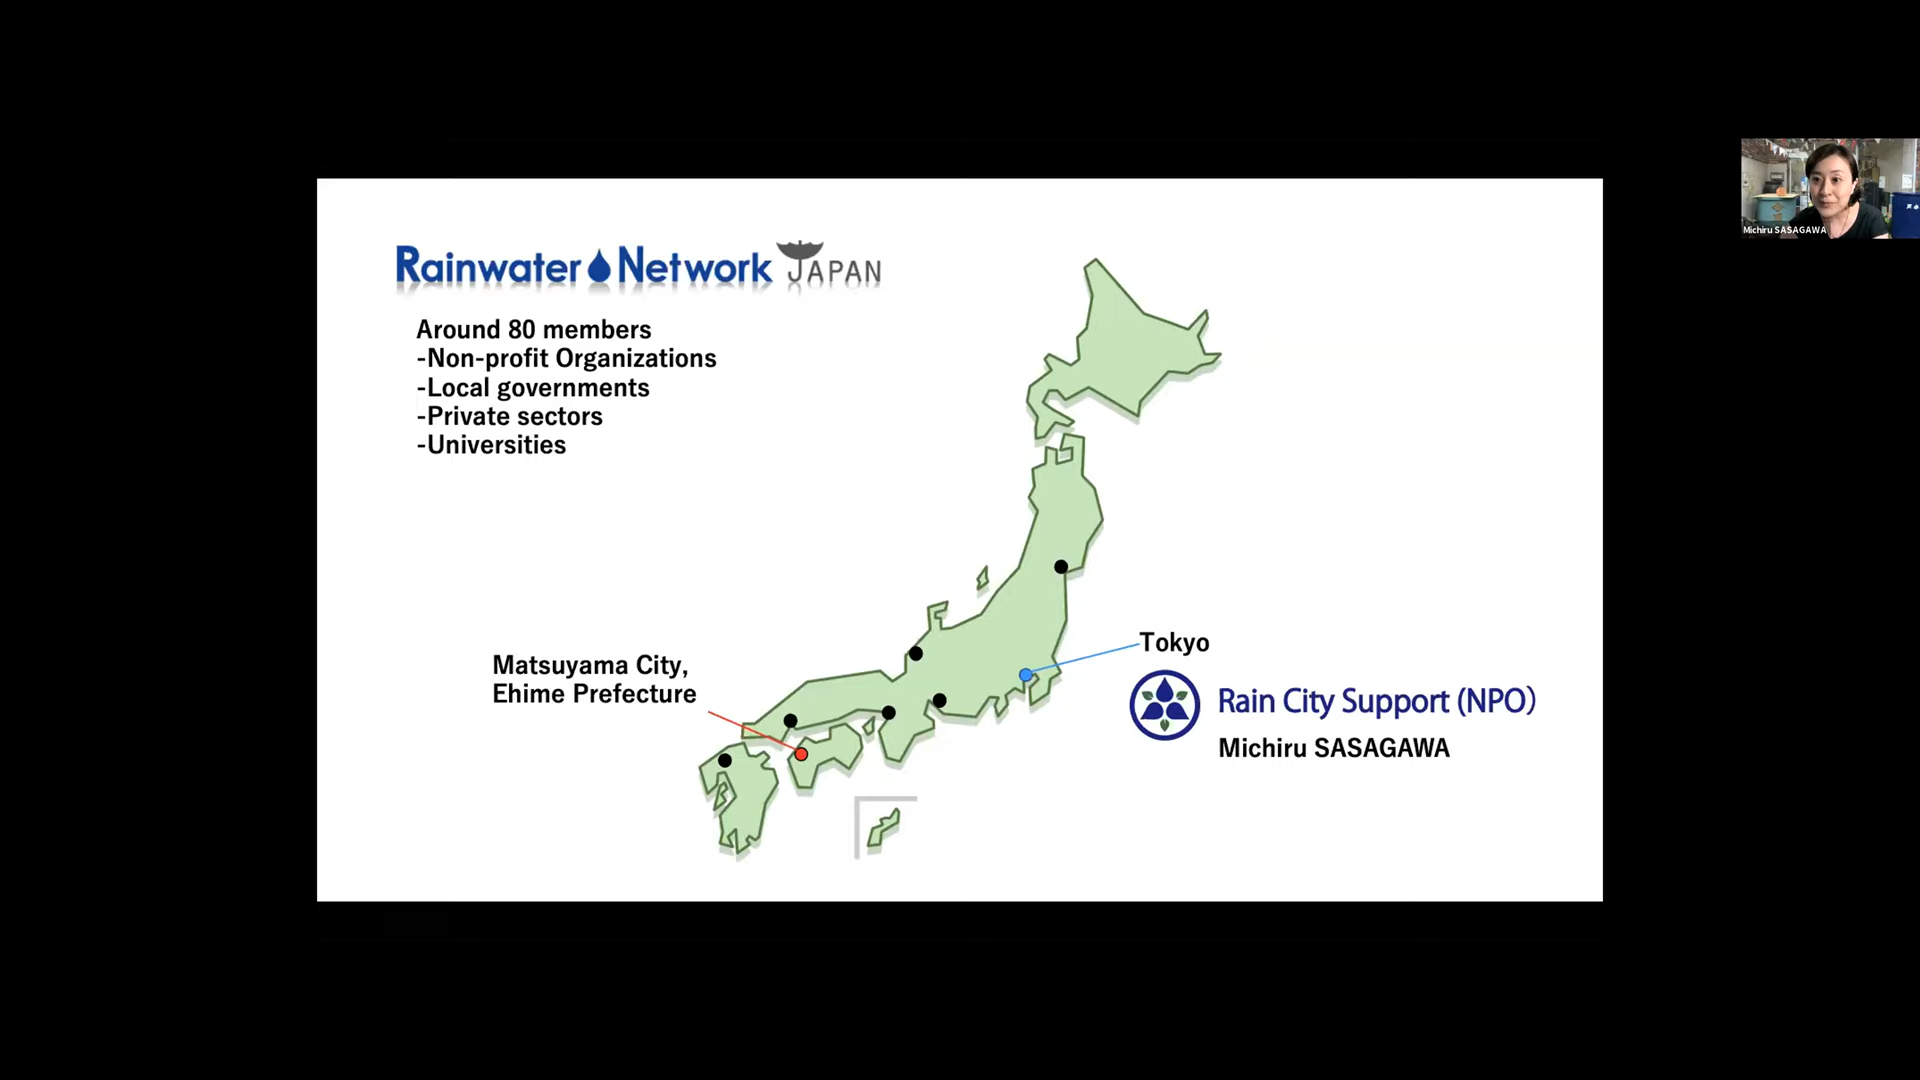 Rainwater Network JAPAN
Around 80 members
-Non-profit Organizations
-Local governments
-Private sectors
-Universities
Matsuyama City,
Ehime Prefecture
Tokyo
Rain City Support (NPO)
Michiru SASAGAWA
Michiru SASAGAWA